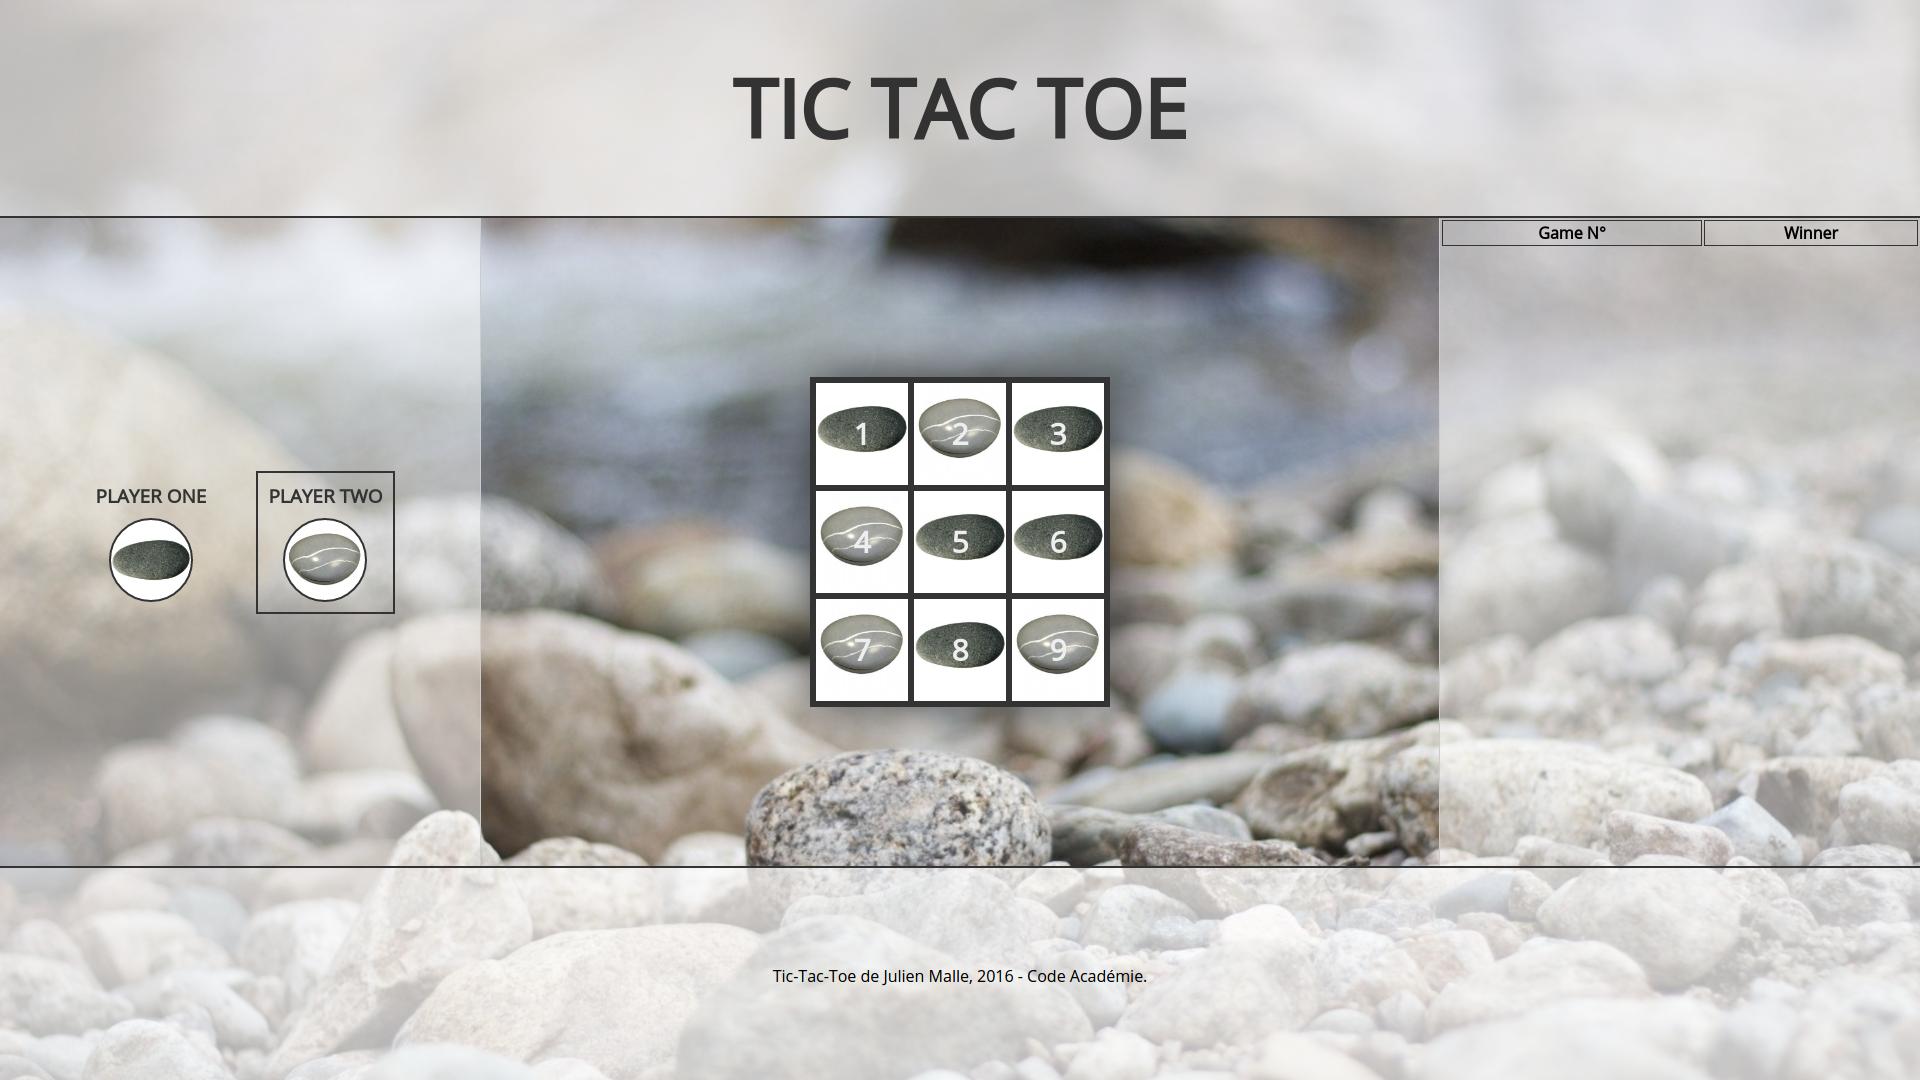 TIC TAC TOE
Game N° Winner
PLAYER ONE PLAYER TWO
1 2 3
4 5 6
7 8 9
Tic-Tac-Toe de Julien Malle, 2016 - Code Académie.